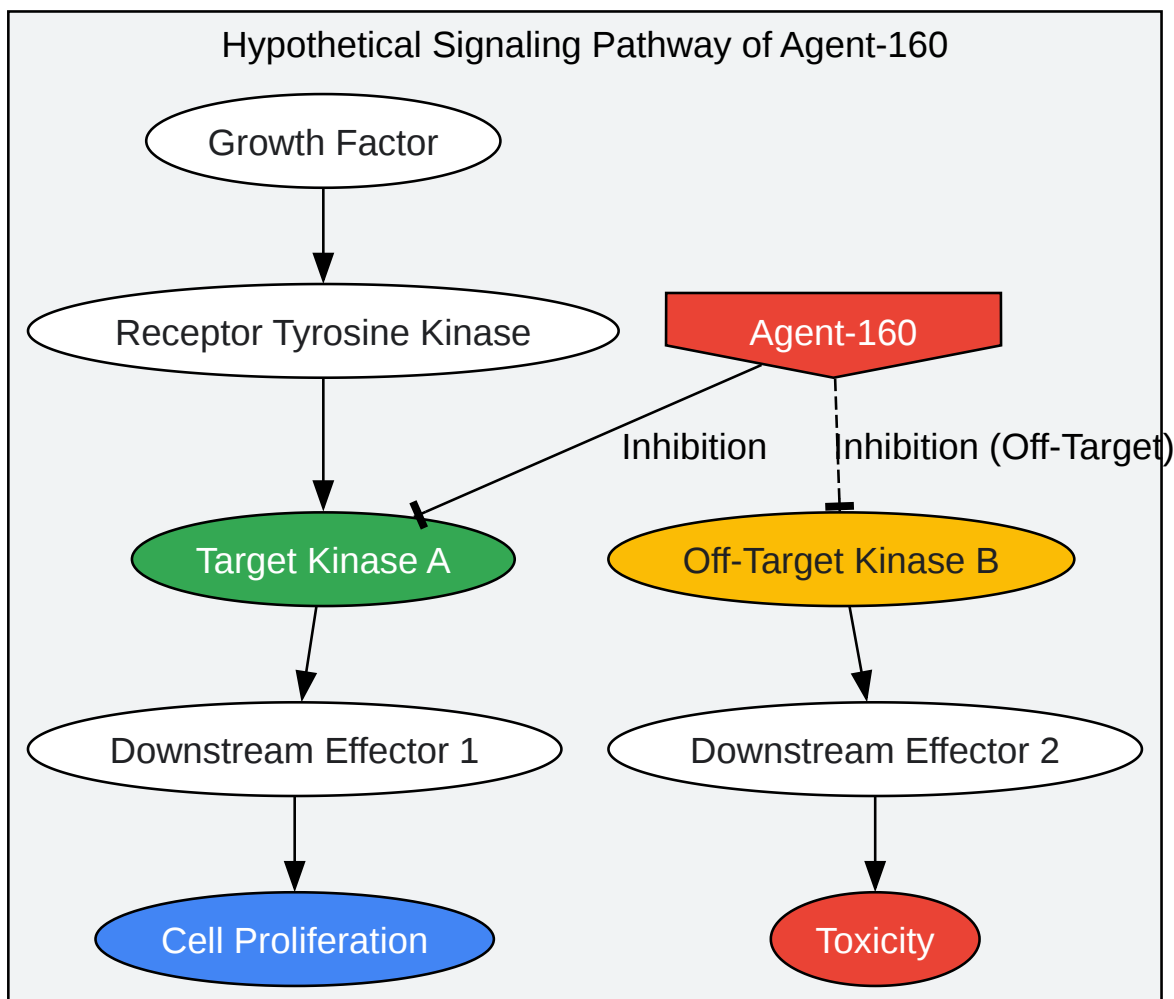 Hypothetical Signaling Pathway of Agent-160
Growth Factor
Receptor Tyrosine Kinase
Agent-160
Inhibition
Inhibition (Off-Target)
Target Kinase A
Off-Target Kinase B
Downstream Effector 1
Downstream Effector 2
Cell Proliferation
Toxicity